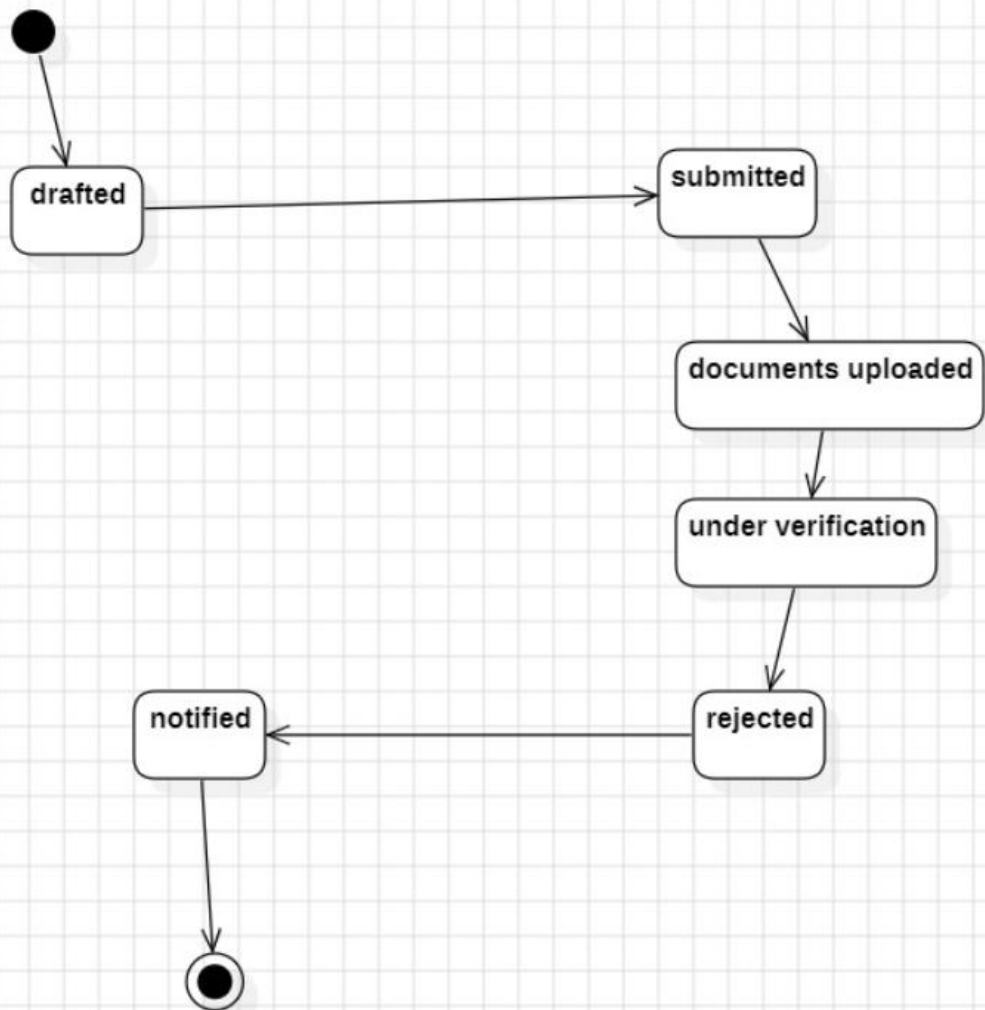 drafted
submitted
documents uploaded
under verification
rejected
notified